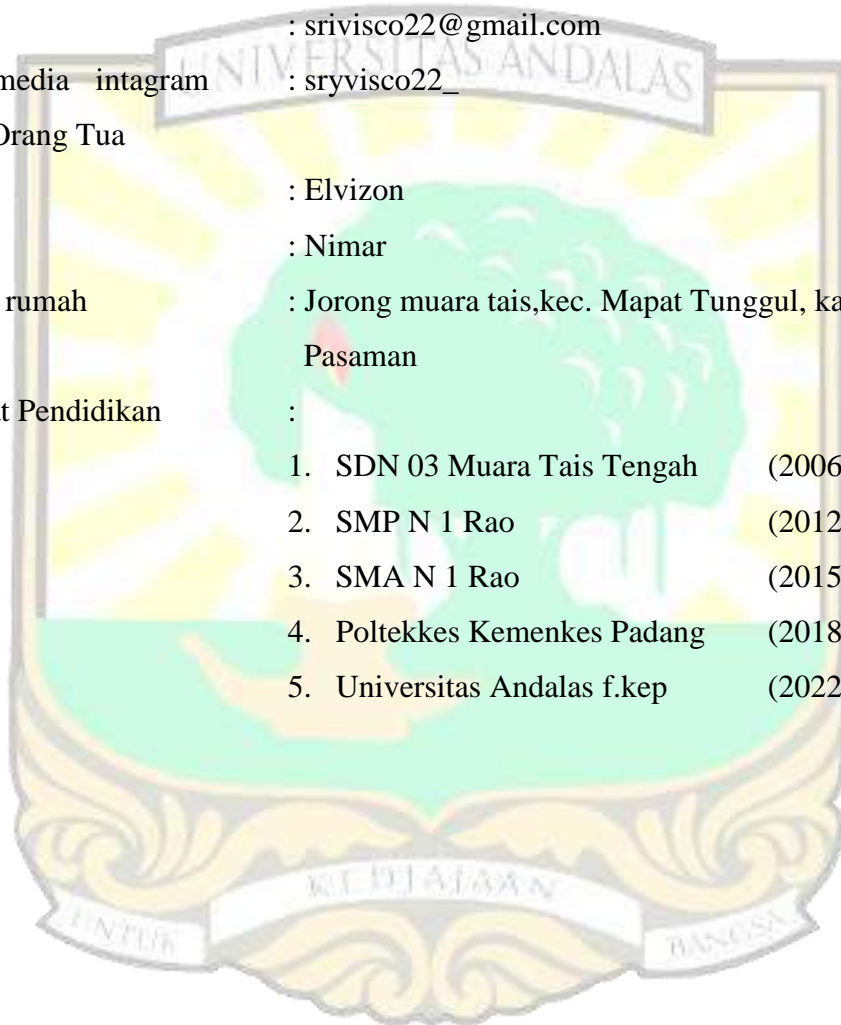 : srivisco22@gmail.com
UNIVERSITAS ANDALAS
media intagram : sryvisco22_
Orang Tua
: Elvizon
: Nimar
rumah : Jorong muara tais,kec. Mapat Tunggul, ka
Pasaman
t Pendidikan :
1. SDN 03 Muara Tais Tengah (2006
2. SMP N 1 Rao (2012
3. SMA N 1 Rao (2015
4. Poltekkes Kemenkes Padang (2018
5. Universitas Andalas f.kep (2022
KEDJAJAAN
UNTUK BANGSA